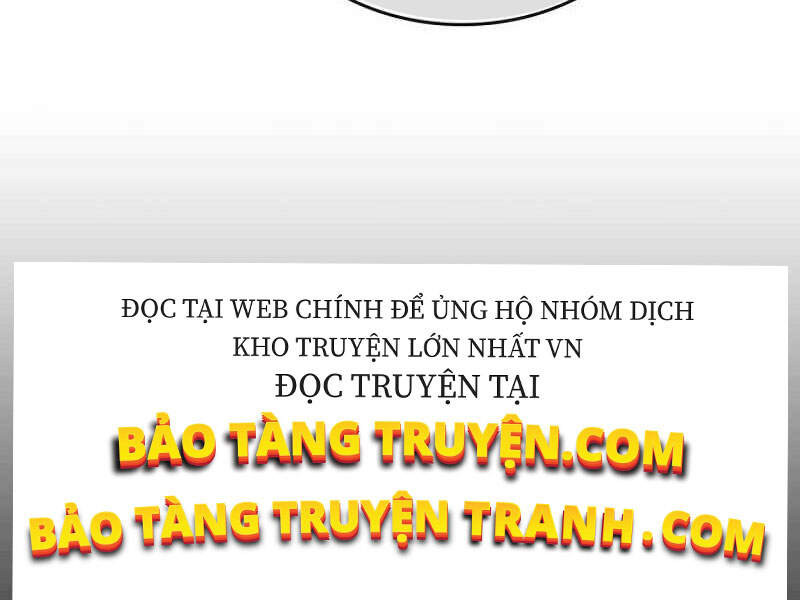 ĐỌC TẠI WEB CHÍNH ĐỂ ỦNG HỘ NHÓM DỊCH
KHO TRUYỆN LỚN NHẤT VN
ĐỌC TRUYỆN TẠI
BẢO TÀNG TRUYỆN.COM
BẢO TÀNG TRUYỆN TRANH.COM